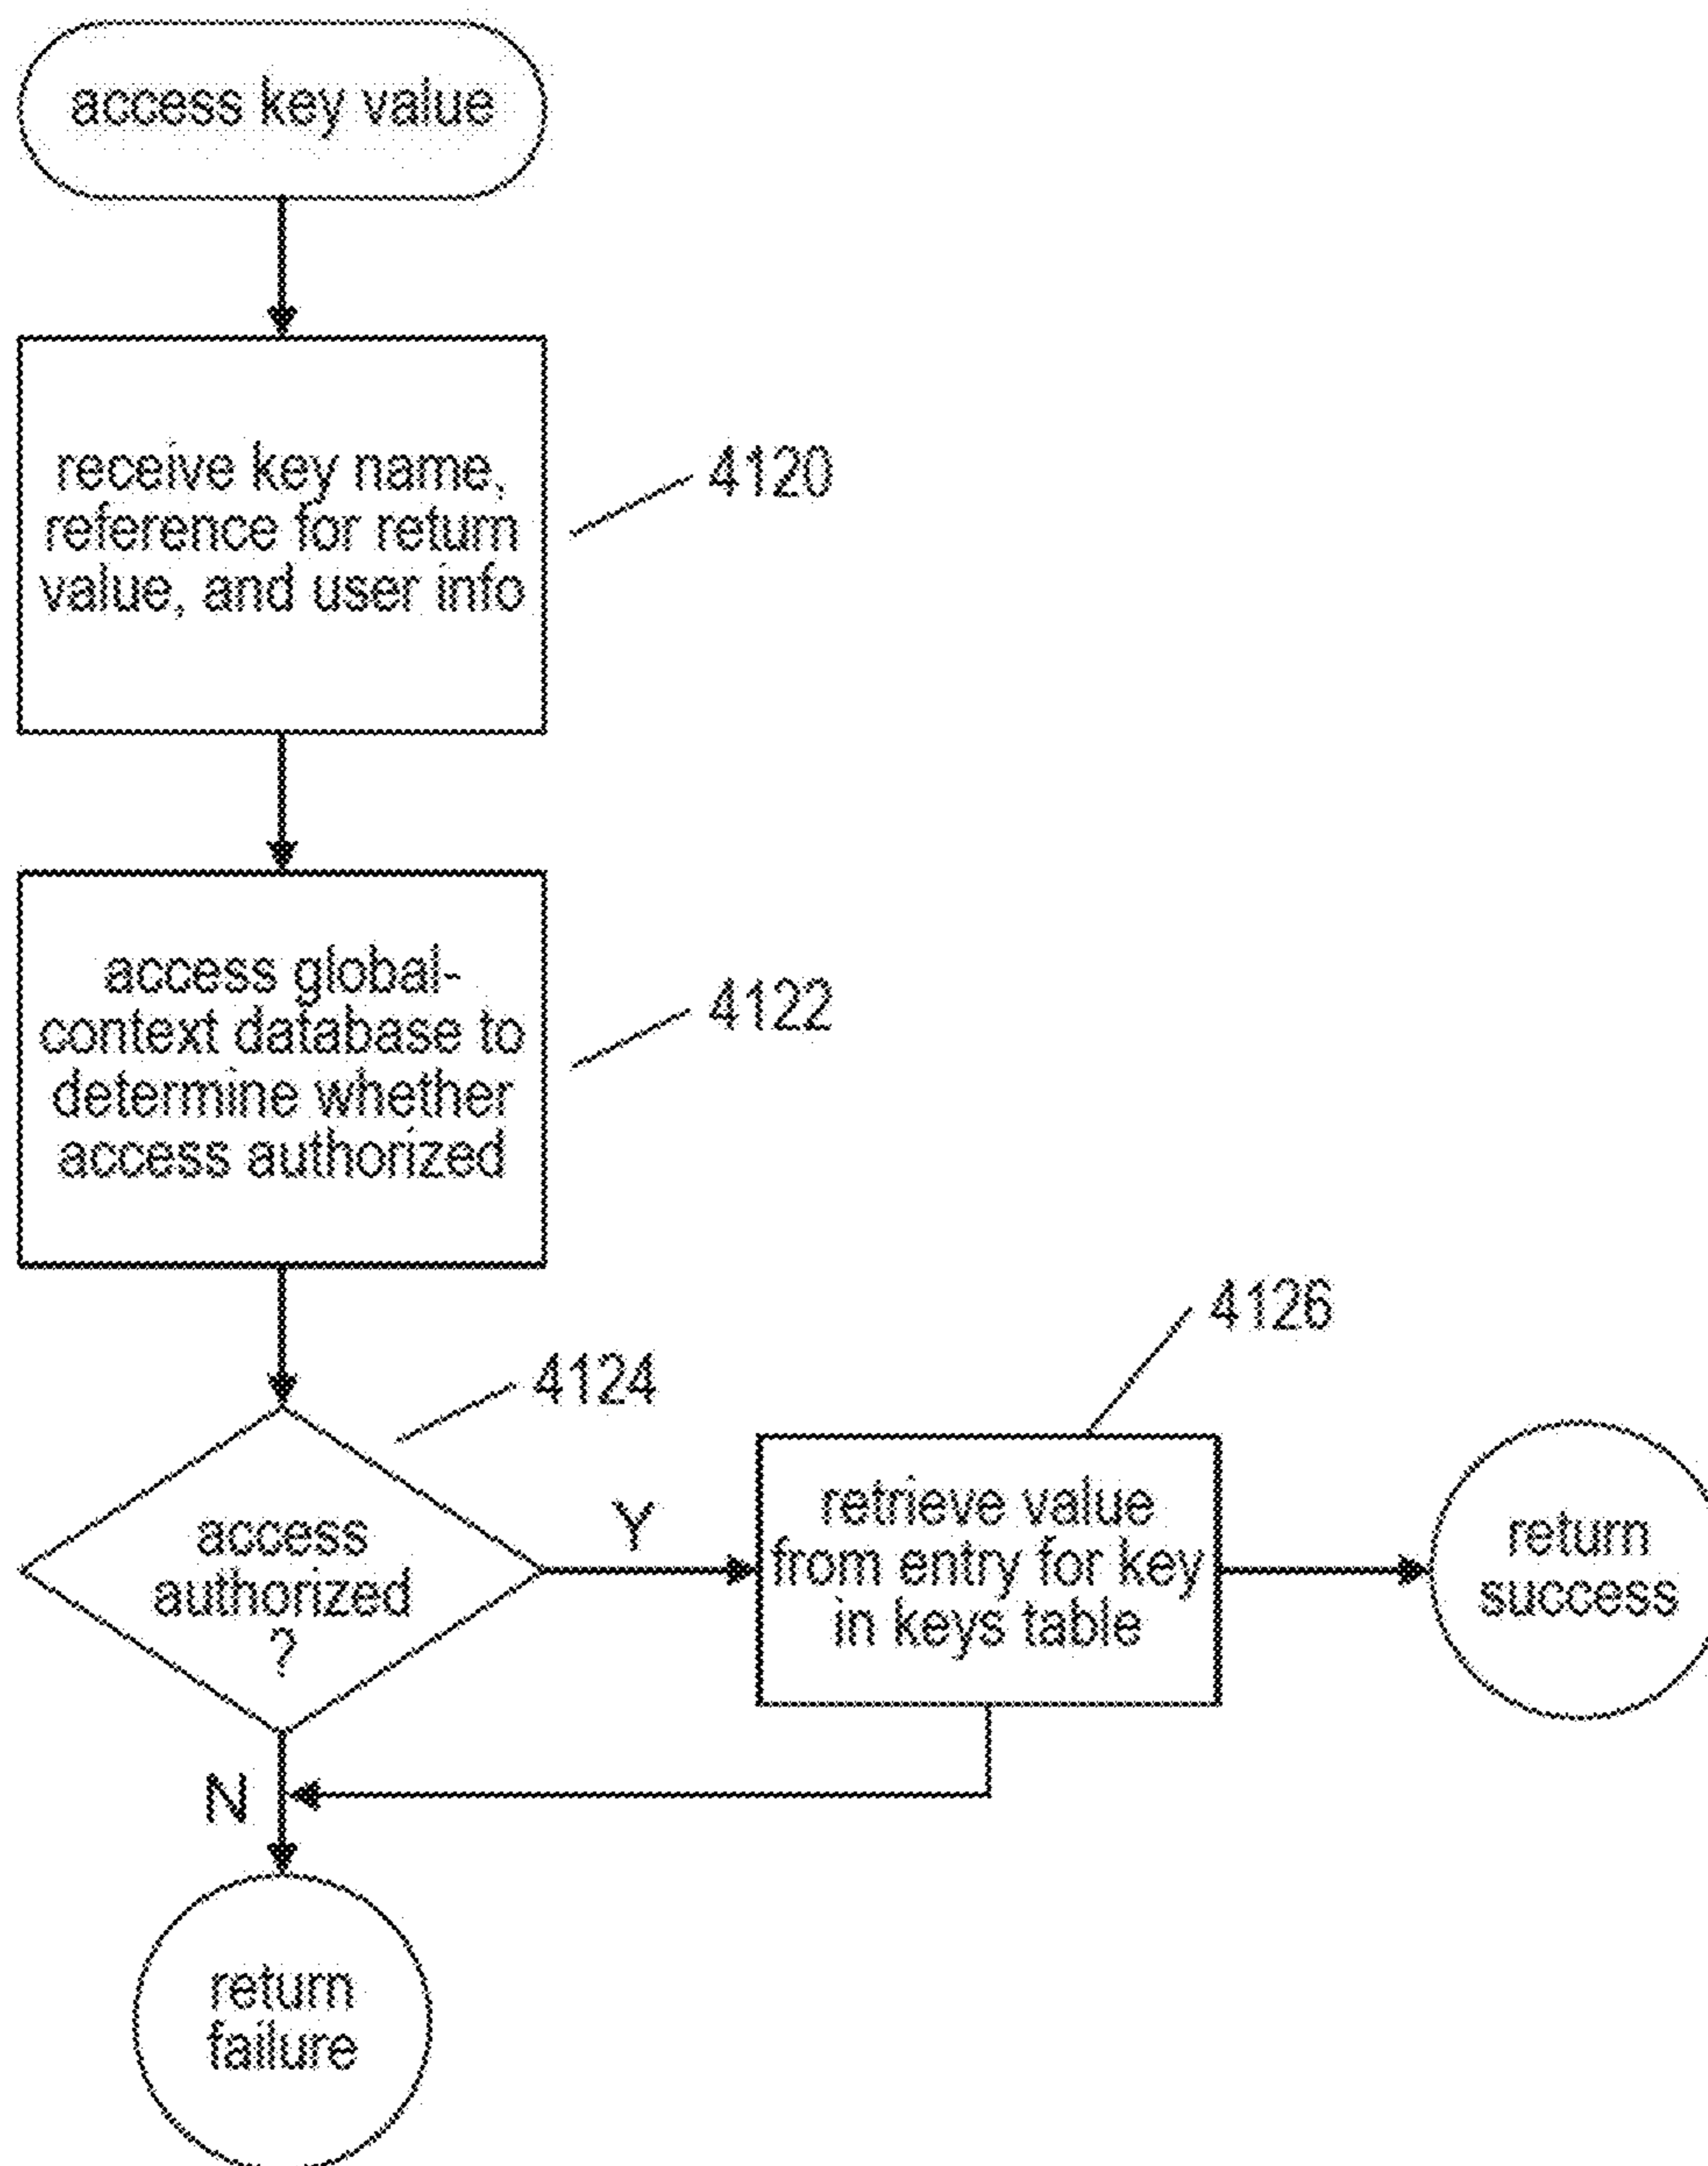 access key value
receive key name,
reference for return
value, and user info
4120
access global-
context database to
determine whether
access authorized
4122
4124
access
authorized
?
Y
4126
retrieve value
from entry for key
in keys table
return
success
N
return
failure